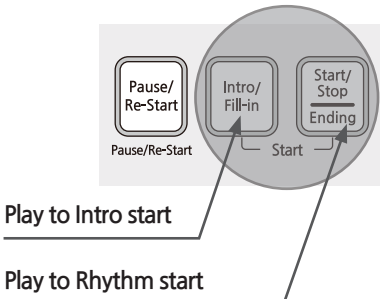 Pause/
Re-Start
Intro/
Fill-in
Start/
Stop
Ending
Pause/Re-Start
Start
Play to Intro start
Play to Rhythm start